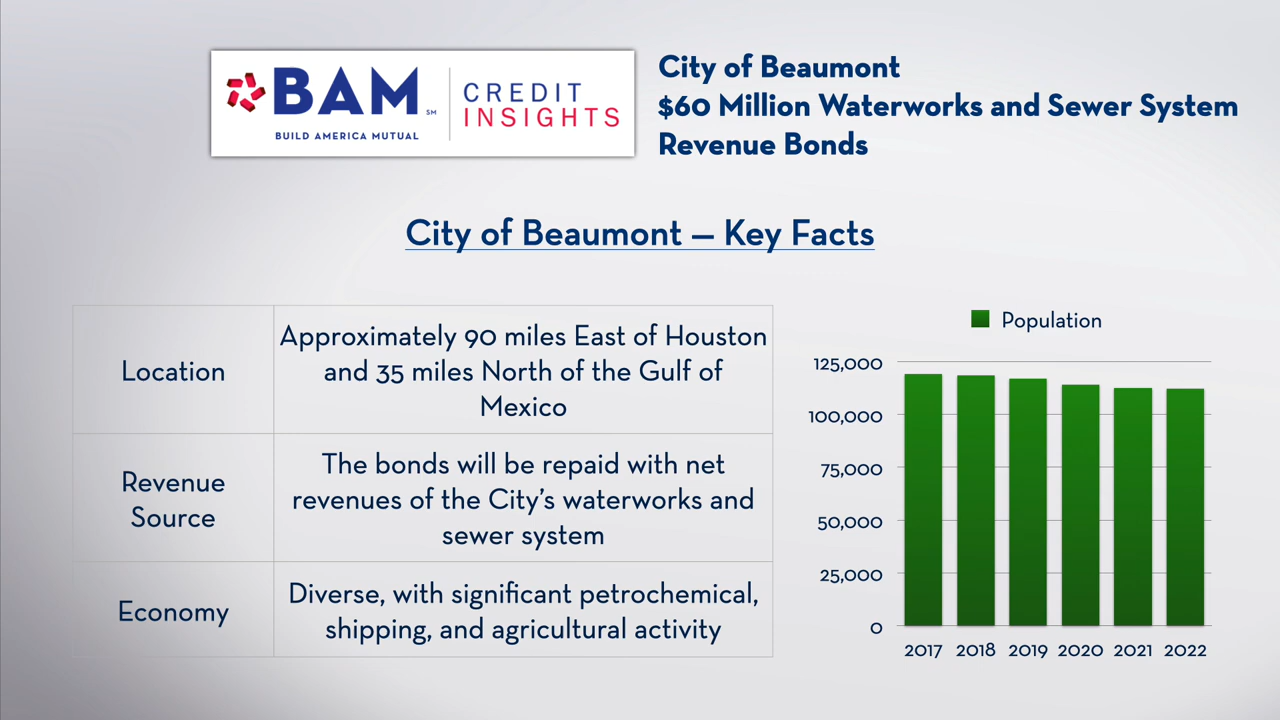 BAM SM
BUILD AMERICA MUTUAL
CREDIT
INSIGHTS
City of Beaumont
$60 Million Waterworks and Sewer System
Revenue Bonds
City of Beaumont — Key Facts
Location
Approximately 90 miles East of Houston
and 35 miles North of the Gulf of
Mexico
Revenue
Source
The bonds will be repaid with net
revenues of the City’s waterworks and
sewer system
Economy
Diverse, with significant petrochemical,
shipping, and agricultural activity
Population
125,000
100,000
75,000
50,000
25,000
0
2017 2018 2019 2020 2021 2022